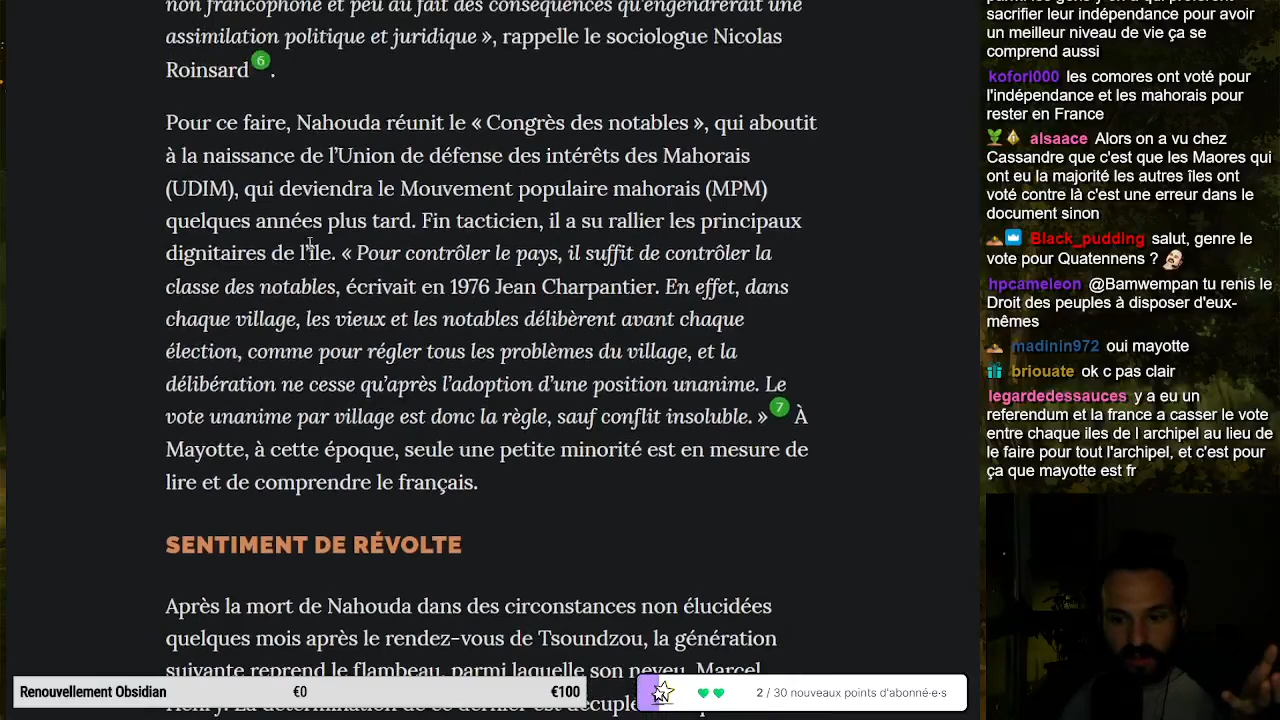 non francophone et peu au fait des conséquences qu'engendrerait une
assimilation politique et juridique », rappelle le sociologue Nicolas
Roinsard 6 .
Pour ce faire, Nahouda réunit le « Congrès des notables », qui aboutit
à la naissance de l'Union de défense des intérêts des Mahorais
(UDIM), qui deviendra le Mouvement populaire mahorais (MPM)
quelques années plus tard. Fin tacticien, il a su rallier les principaux
dignitaires de l'île. « Pour contrôler le pays, il suffit de contrôler la
classe des notables, écrivait en 1976 Jean Charpantier. En effet, dans
chaque village, les vieux et les notables délibèrent avant chaque
élection, comme pour régler tous les problèmes du village, et la
délibération ne cesse qu'après l'adoption d'une position unanime. Le
vote unanime par village est donc la règle, sauf conflit insoluble. » 7 À
Mayotte, à cette époque, seule une petite minorité est en mesure de
lire et de comprendre le français.
SENTIMENT DE RÉVOLTE
Après la mort de Nahouda dans des circonstances non élucidées
quelques mois après le rendez-vous de Tsoundzou, la génération
suivante reprend le flambeau, parmi laquelle son neveu, Marcel
Renouvellement Obsidian €0 €100
2 / 30 nouveaux points d'abonné·e·s
sacrifier leur indépendance pour avoir
un meilleur niveau de vie ça se
comprend aussi
kofori000 les comores ont voté pour
l'indépendance et les mahorais pour
rester en France
alsaace Alors on a vu chez
Cassandre que c'est que les Maores qui
ont eu la majorité les autres îles ont
voté contre là c'est une erreur dans le
document sinon
Black_pudding salut, genre le
vote pour Quatennens ?
hpcameleon @Bamwempan tu renis le
Droit des peuples à disposer d'eux-
mêmes
madinin972 oui mayotte
briouate ok c pas clair
legardedessauces y a eu un
referendum et la france a casser le vote
entre chaque iles de l archipel au lieu de
le faire pour tout l'archipel, et c'est pour
ça que mayotte est fr